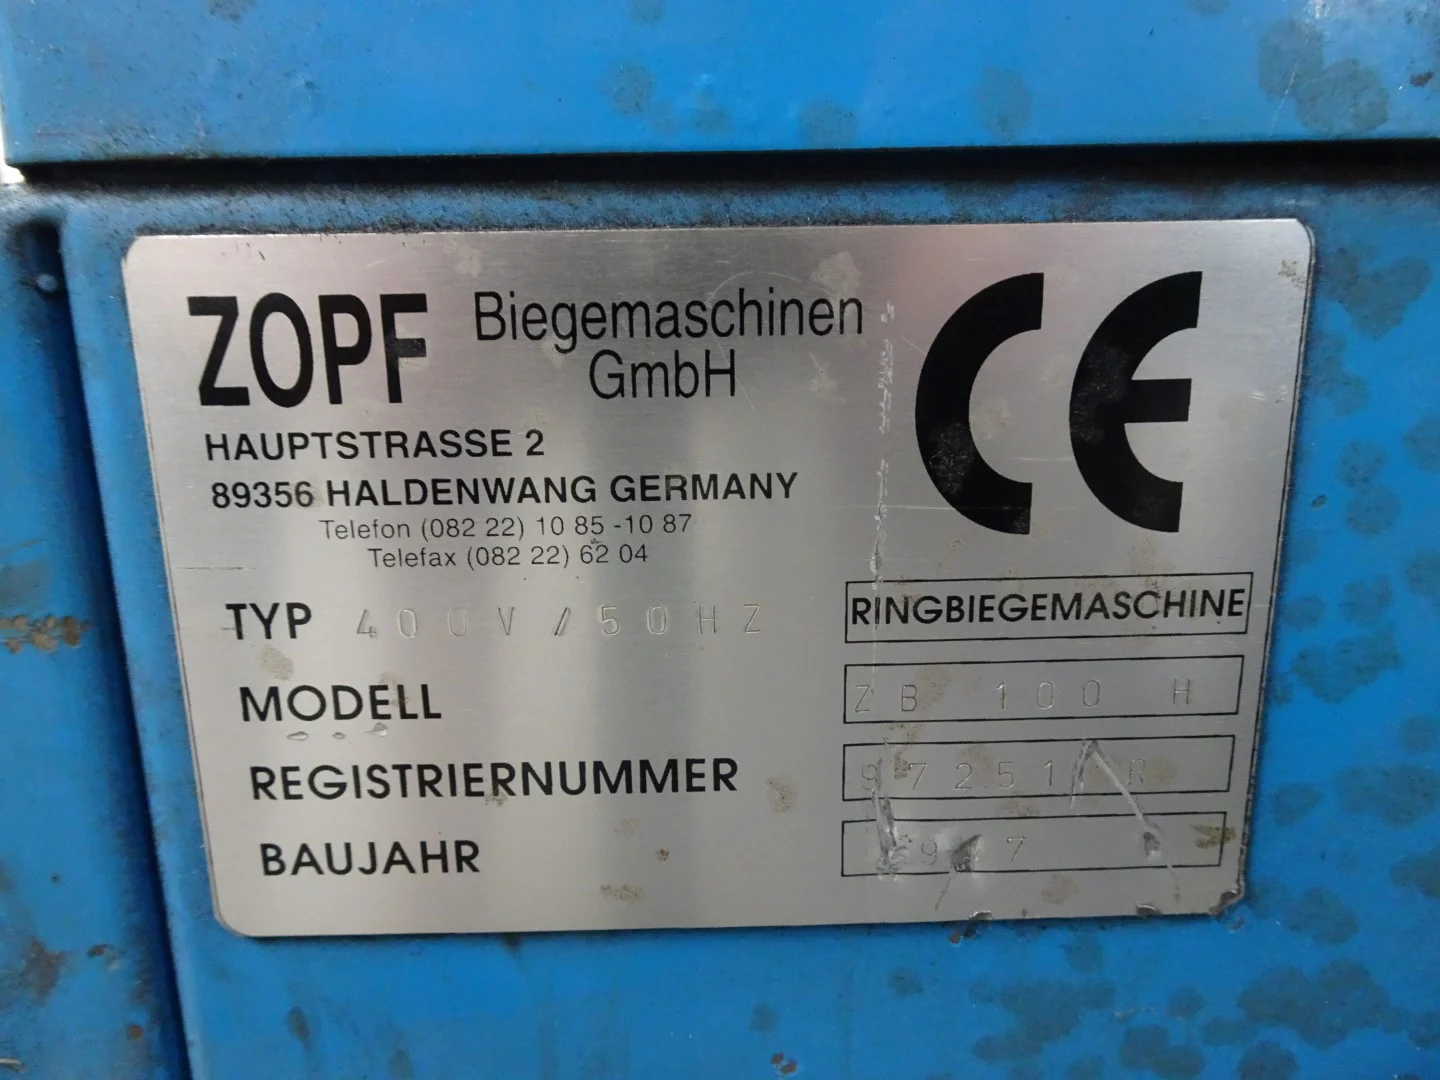 ZOPF Biegemaschinen
GmbH
HAUPTSTRASSE 2
89356 HALDENWANG GERMANY
Telefon (082 22) 10 85 -10 87
Telefax (082 22) 62 04
CE
TYP 400V/50HZ RINGBIEGEMASCHINE
MODELL ZB 100 H
REGISTRIERNUMMER
BAUJAHR